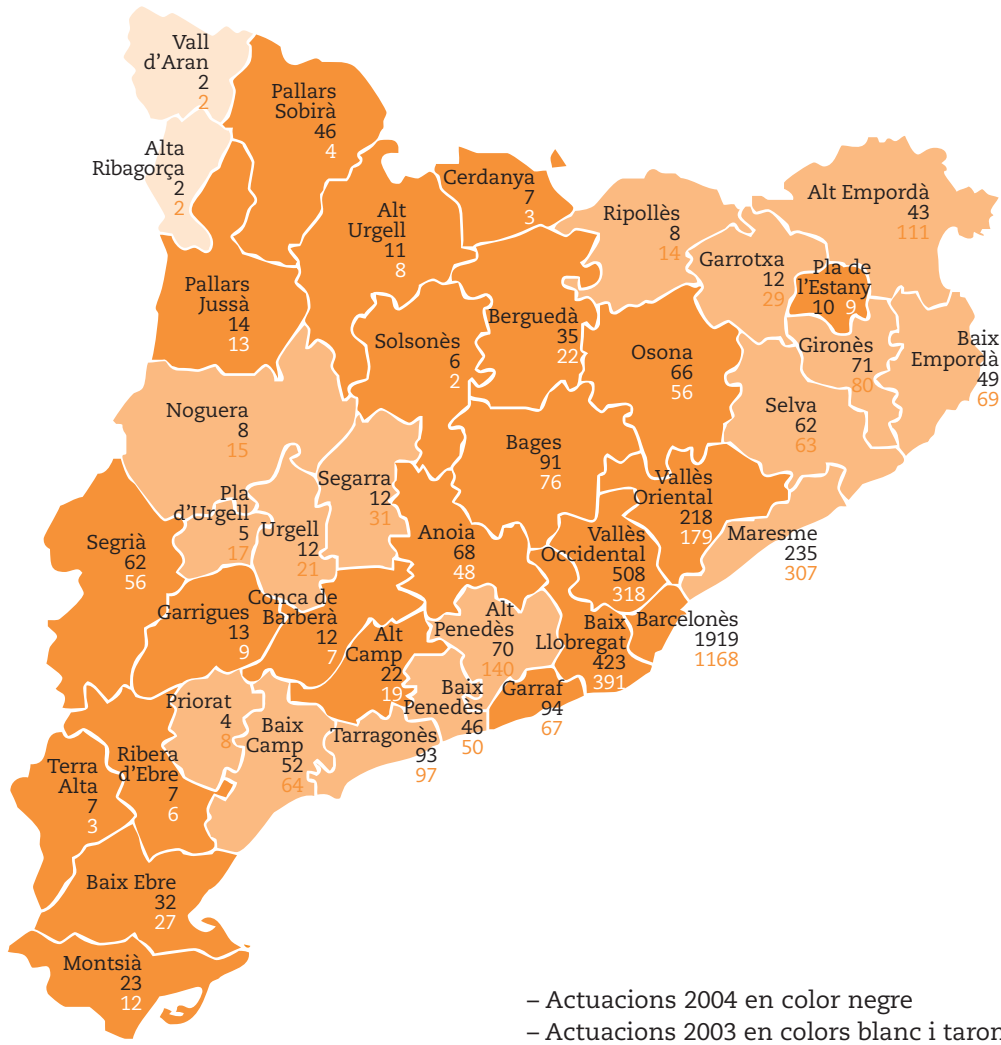 Vall
d’Aran
2
2
Pallars
Sobirà
46
4
Alta
Ribagorça
2
2
Cerdanya
7
3
Alt
Urgell
11
8
Ripollès
8
14
Alt Empordà
43
111
Garrotxa
12
29
Pla de
l’Estany
10 9
Pallars
Jussà
14
13
Solsonès
6
2
Berguedà
35
22
Osona
66
56
Gironès
71
80
Baix
Empordà
49
69
Noguera
8
15
Selva
62
63
Bages
91
76
Segarra
12
31
Pla
d’Urgell
5
17
Urgell
12
21
Vallès
Oriental
218
179
Segrià
62
56
Anoia
68
48
Vallès
Occidental
508
318
Maresme
235
307
Garrigues
13
9
Conca de
Barberà
12
7
Alt
Camp
22
19
Alt
Penedès
70
140
Baix
Llobregat
423
391
Barcelonès
1919
1168
Baix
Penedès
46
50
Garraf
94
67
Priorat
4
8
Baix
Camp
52
64
Tarragonès
93
97
Terra
Alta
7
3
Ribera
d’Ebre
7
6
Baix Ebre
32
27
Montsià
23
12
– Actuacions 2004 en color negre
– Actuacions 2003 en colors blanc i taron